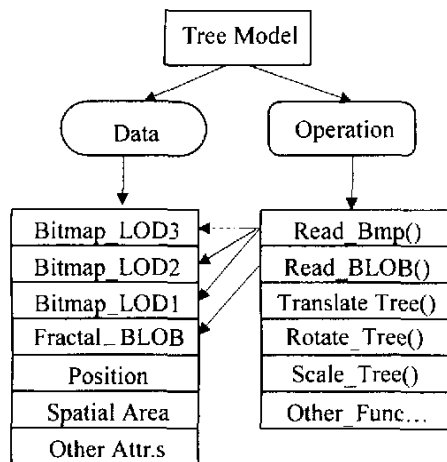 Tree Model
Data
Operation
Bitmap_LOD3
Bitmap_LOD2
Bitmap_LOD1
Fractal_BLOB
Position
Spatial Area
Other Attr.s
Read_Bmp()
Read_BLOB()
Translate Tree()
Rotate_Tree()
Scale_Tree()
Other_Func...